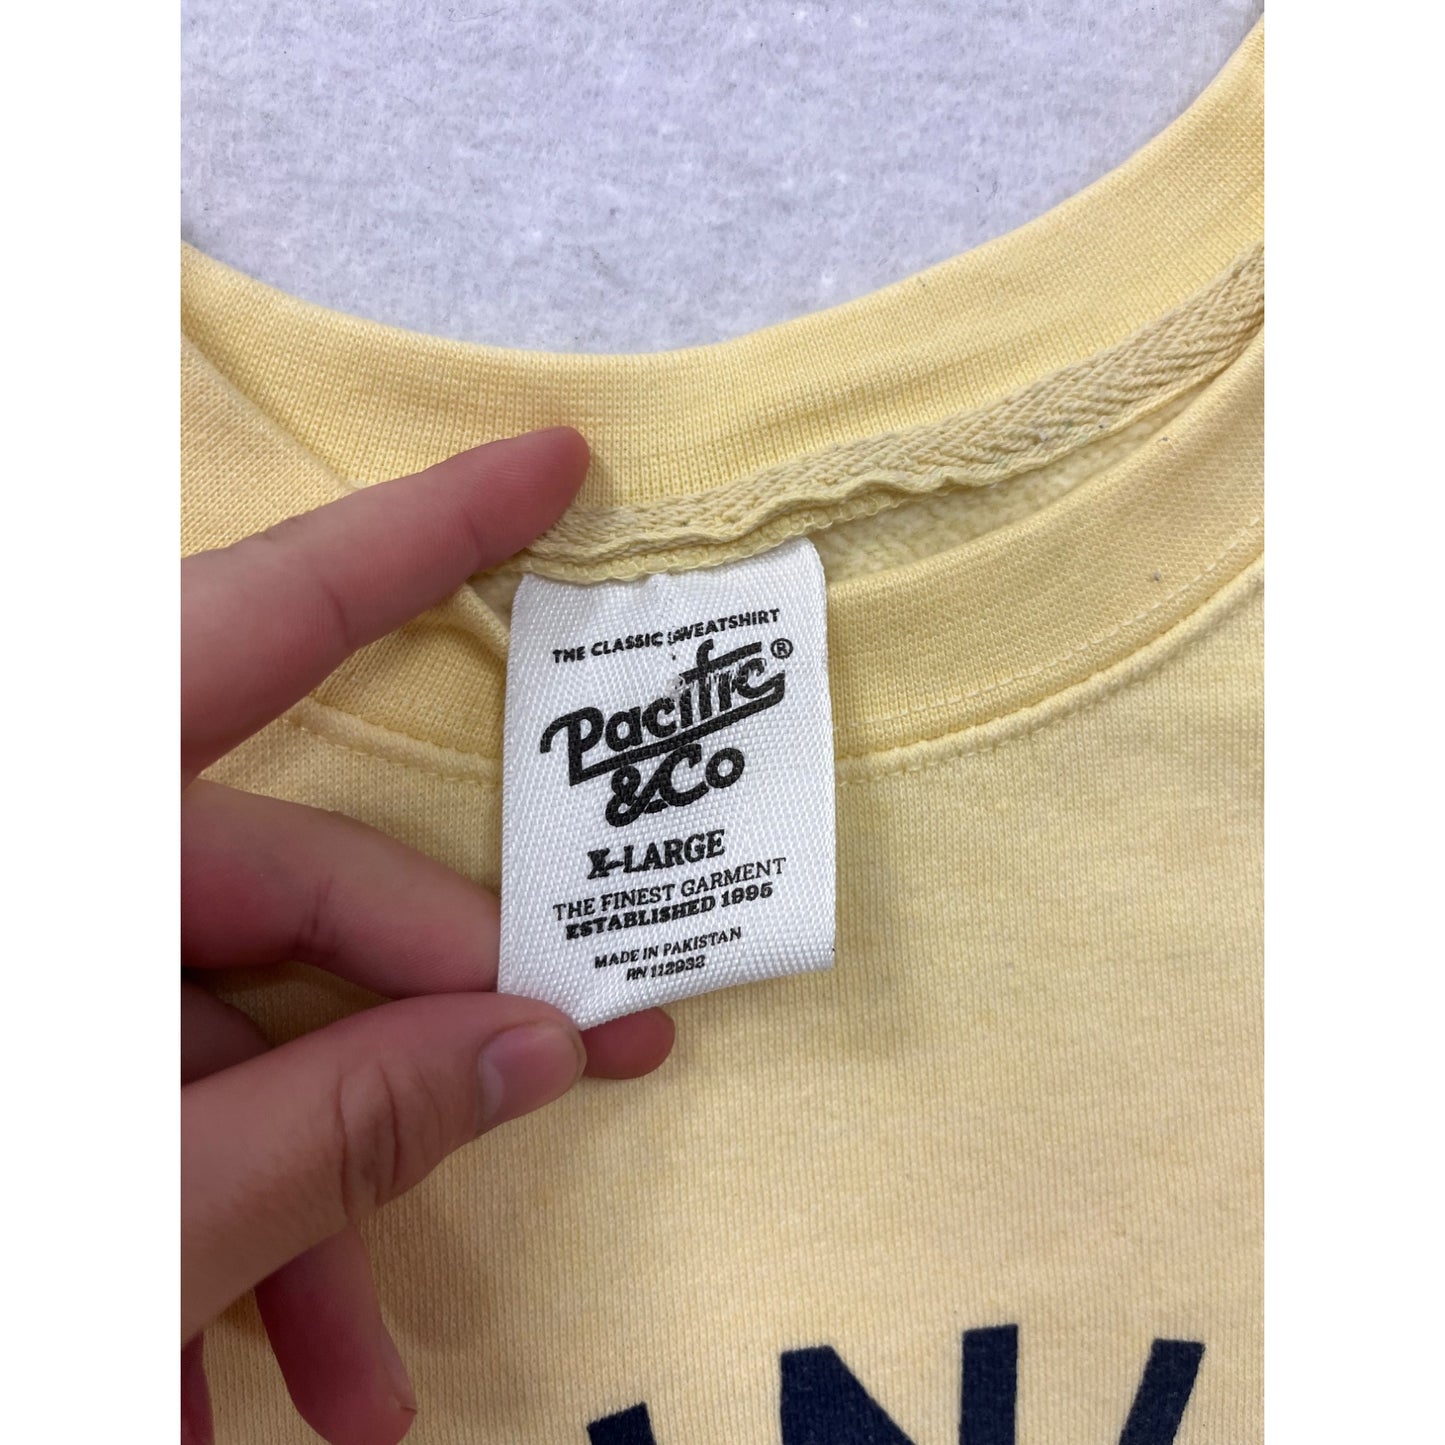 THE CLASSIC SWEATSHIRT
Pacific ®
& Co
X-LARGE
THE FINEST GARMENT
ESTABLISHED 1995
MADE IN PAKISTAN
RN 112932